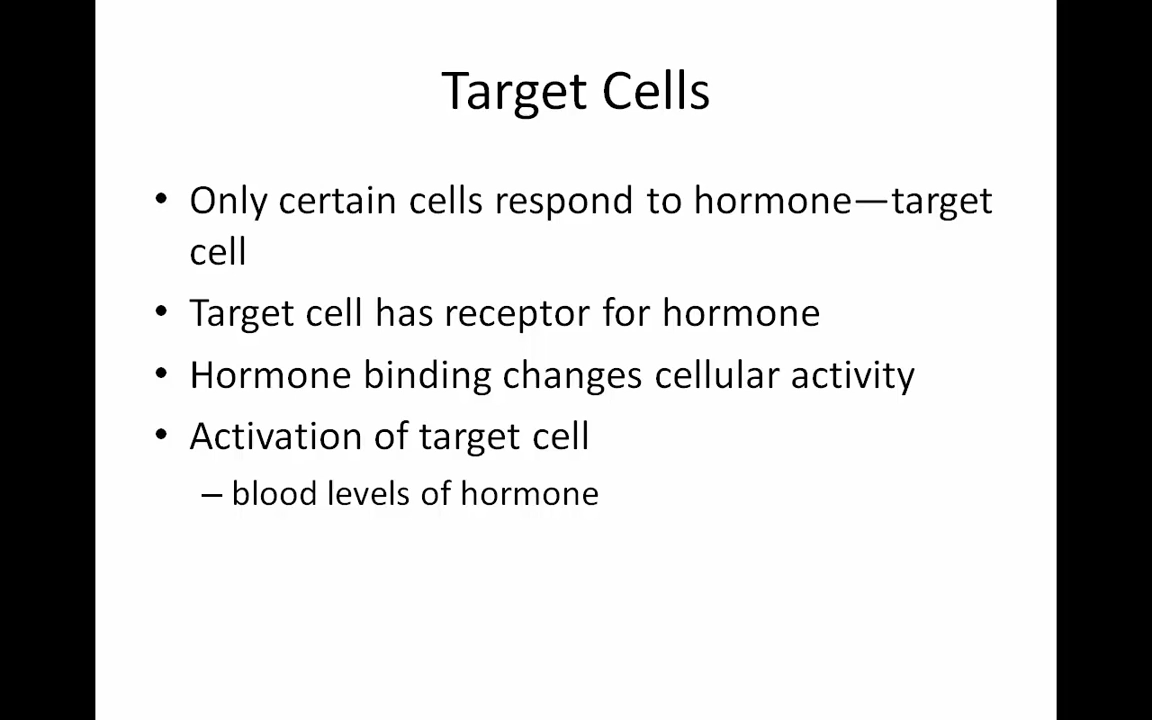 Target Cells
• Only certain cells respond to hormone—target
cell
• Target cell has receptor for hormone
• Hormone binding changes cellular activity
• Activation of target cell
– blood levels of hormone